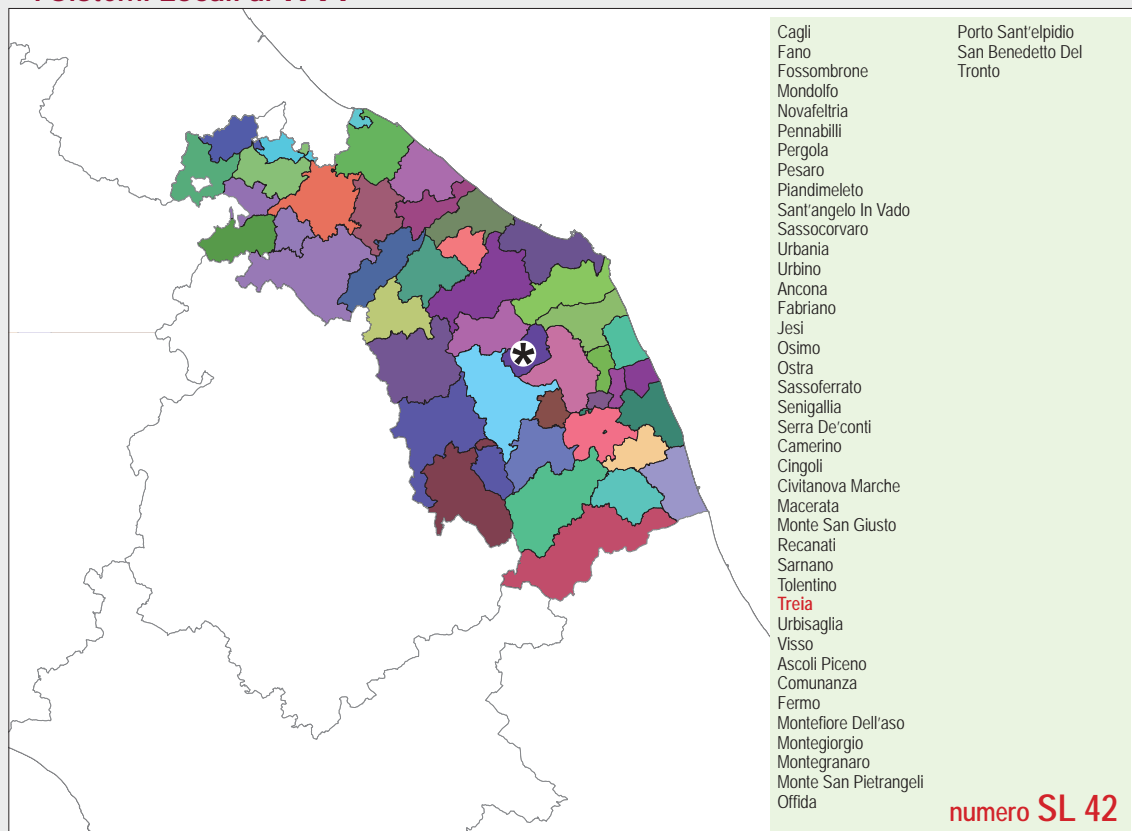 Cagli
Fano
Fossombrone
Mondolfo
Novafeltria
Pennabilli
Pergola
Pesaro
Piandimeleto
Sant'angelo In Vado
Sassocorvaro
Urbania
Urbino
Ancona
Fabriano
Jesi
Osimo
Ostra
Sassoferrato
Senigallia
Serra De'conti
Camerino
Cingoli
Civitanova Marche
Macerata
Monte San Giusto
Recanati
Sarnano
Tolentino
Treia
Urbisaglia
Visso
Ascoli Piceno
Comunanza
Fermo
Montefiore Dell'aso
Montegiorgio
Montegranaro
Monte San Pietrangeli
Offida
Porto Sant'elpidio
San Benedetto Del
Tronto
numero SL 42